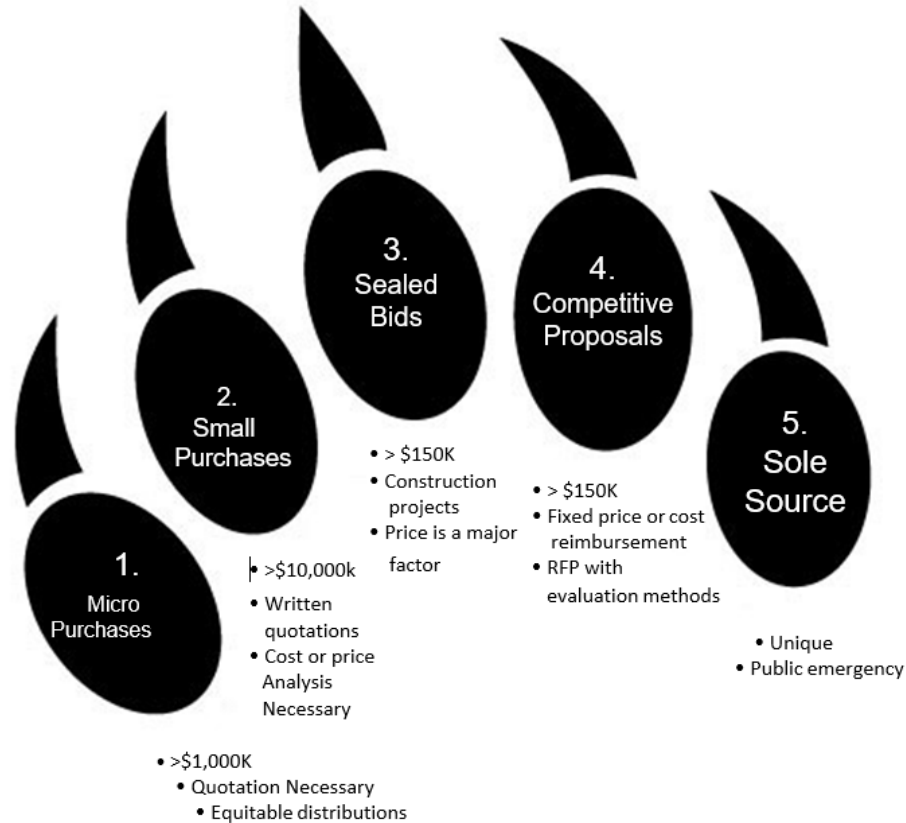 1.
Micro
Purchases
• >$1,000K
• Quotation Necessary
• Equitable distributions
2.
Small
Purchases
• >$10,000k
• Written
quotations
• Cost or price
Analysis
Necessary
3.
Sealed
Bids
• > $150K
• Construction
projects
• Price is a major
factor
4.
Competitive
Proposals
• > $150K
• Fixed price or cost
reimbursement
• RFP with
evaluation methods
5.
Sole
Source
• Unique
• Public emergency